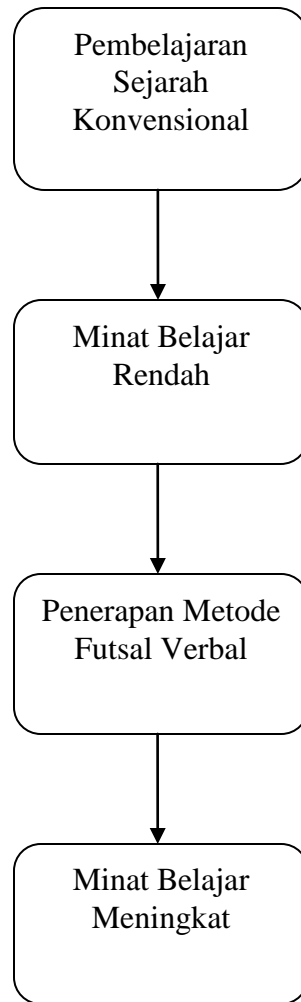 Pembelajaran
Sejarah
Konvensional
Minat Belajar
Rendah
Penerapan Metode
Futsal Verbal
Minat Belajar
Meningkat